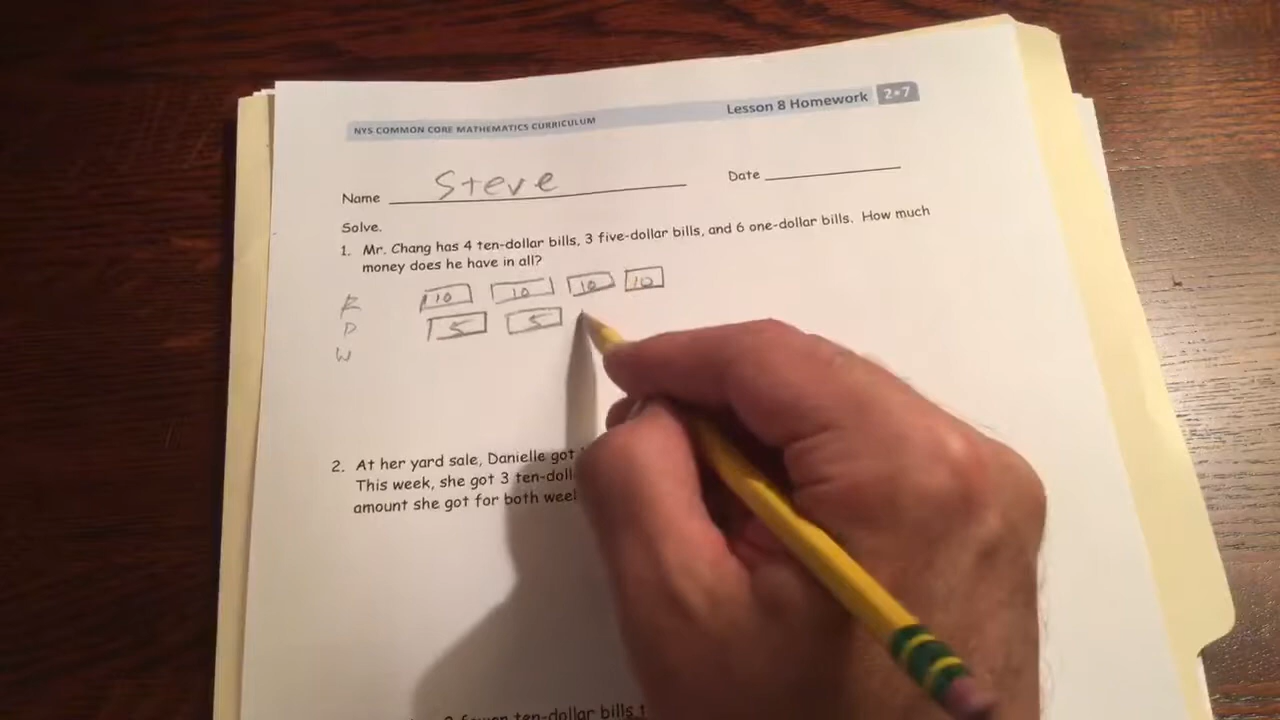 NYS COMMON CORE MATHEMATICS CURRICULUM
Lesson 8 Homework 2•7
Name Steve
Date
Solve.
1. Mr. Chang has 4 ten-dollar bills, 3 five-dollar bills, and 6 one-dollar bills. How much
money does he have in all?
R 10 10 10 10
D 5 5
W
2. At her yard sale, Danielle got
This week, she got 3 ten-doll
amount she got for both wee
ten-dollar bills